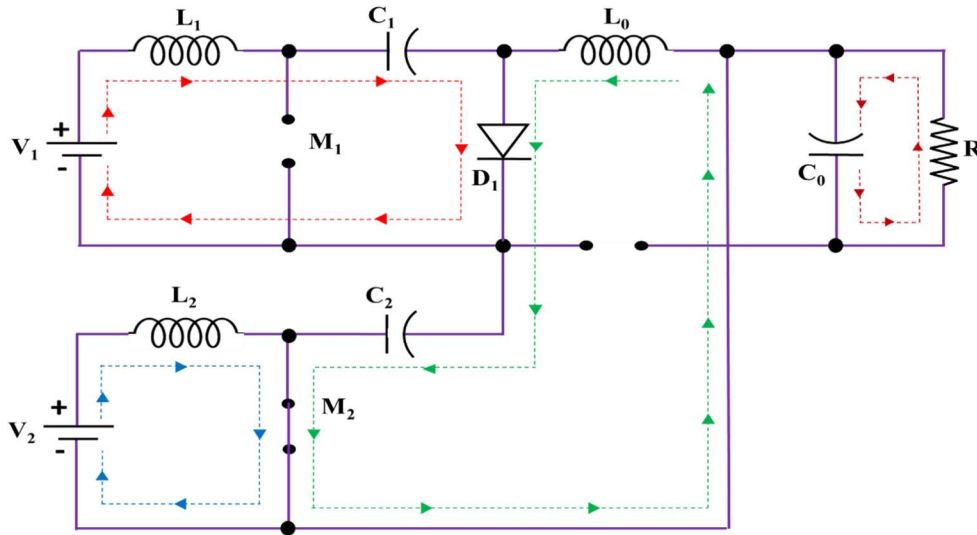 L₁ C₁ L₀
V₁ + - M₁ D₁ C₀ R
L₂ C₂
V₂ + - M₂